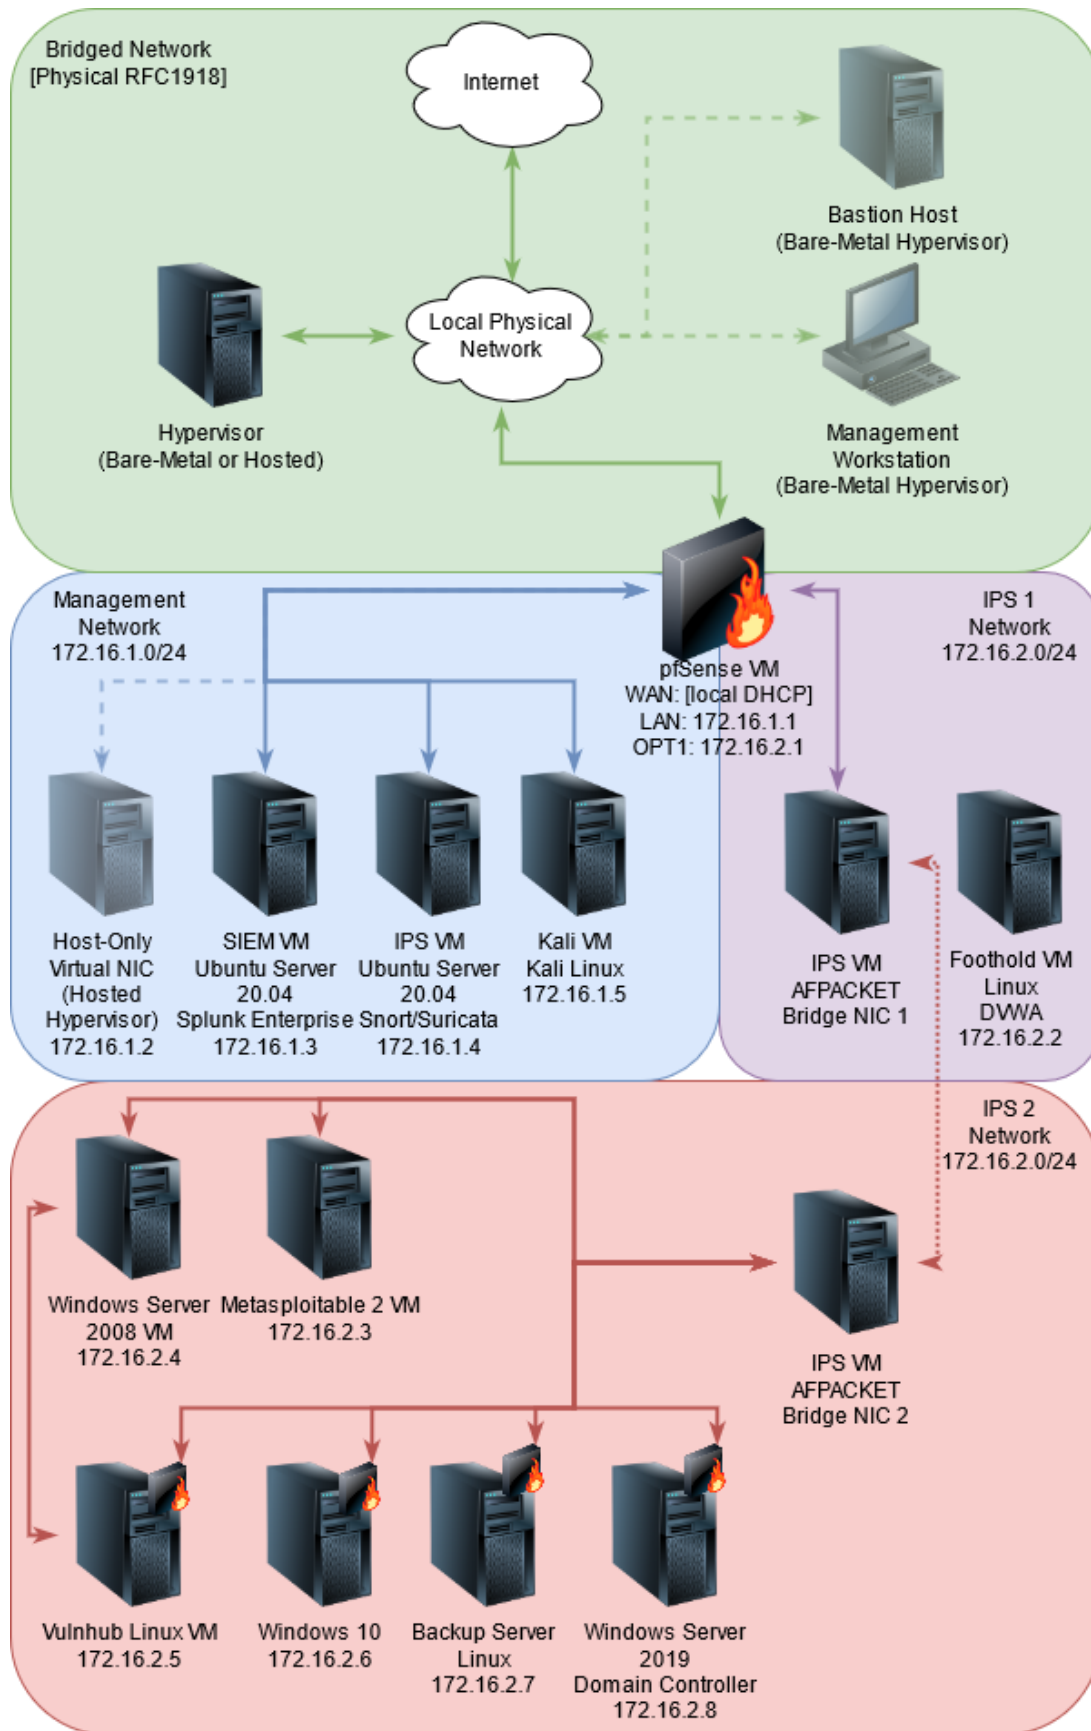 Bridged Network
[Physical RFC1918]
Internet
Bastion Host
(Bare-Metal Hypervisor)
Local Physical
Network
Hypervisor
(Bare-Metal or Hosted)
Management
Workstation
(Bare-Metal Hypervisor)
Management
Network
172.16.1.0/24
IPS 1
Network
172.16.2.0/24
pfSense VM
WAN: [local DHCP]
LAN: 172.16.1.1
OPT1: 172.16.2.1
Host-Only
Virtual NIC
(Hosted
Hypervisor)
172.16.1.2
SIEM VM
Ubuntu Server
20.04
Splunk Enterprise
172.16.1.3
IPS VM
Ubuntu Server
20.04
Snort/Suricata
172.16.1.4
Kali VM
Kali Linux
172.16.1.5
IPS VM
AFPACKET
Bridge NIC 1
Foothold VM
Linux
DVWA
172.16.2.2
IPS 2
Network
172.16.2.0/24
Windows Server
2008 VM
172.16.2.4
Metasploitable 2 VM
172.16.2.3
IPS VM
AFPACKET
Bridge NIC 2
Vulnhub Linux VM
172.16.2.5
Windows 10
172.16.2.6
Backup Server
Linux
172.16.2.7
Windows Server
2019
Domain Controller
172.16.2.8